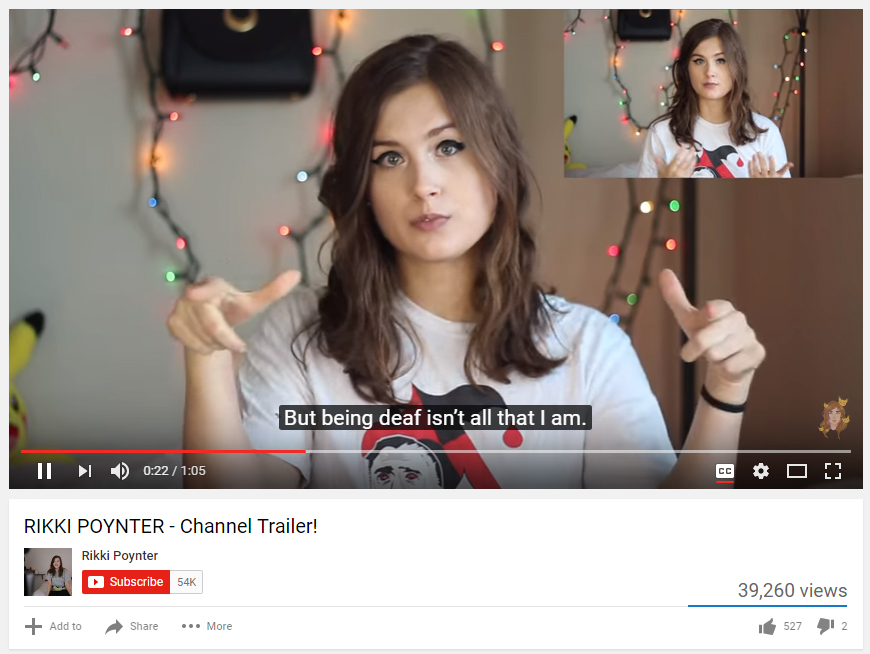 But being deaf isn’t all that I am.
0:22 / 1:05
CC
RIKKI POYNTER - Channel Trailer!
Rikki Poynter
Subscribe 54K
39,260 views
Add to Share More 527 2